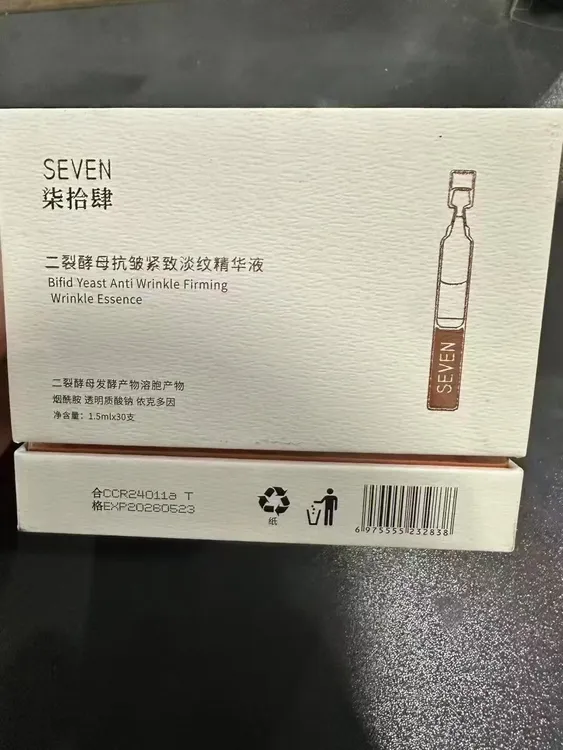 SEVEN
柒拾肆
二裂酵母抗皱紧致淡纹精华液
Bifid Yeast Anti Wrinkle Firming
Wrinkle Essence
二裂酵母发酵产物溶胞产物
烟酰胺 透明质酸钠 依克多因
净含量：1.5mlx30支
SEVEN
合CCR24011a T
格EXP20260523
纸
6 975555 232838